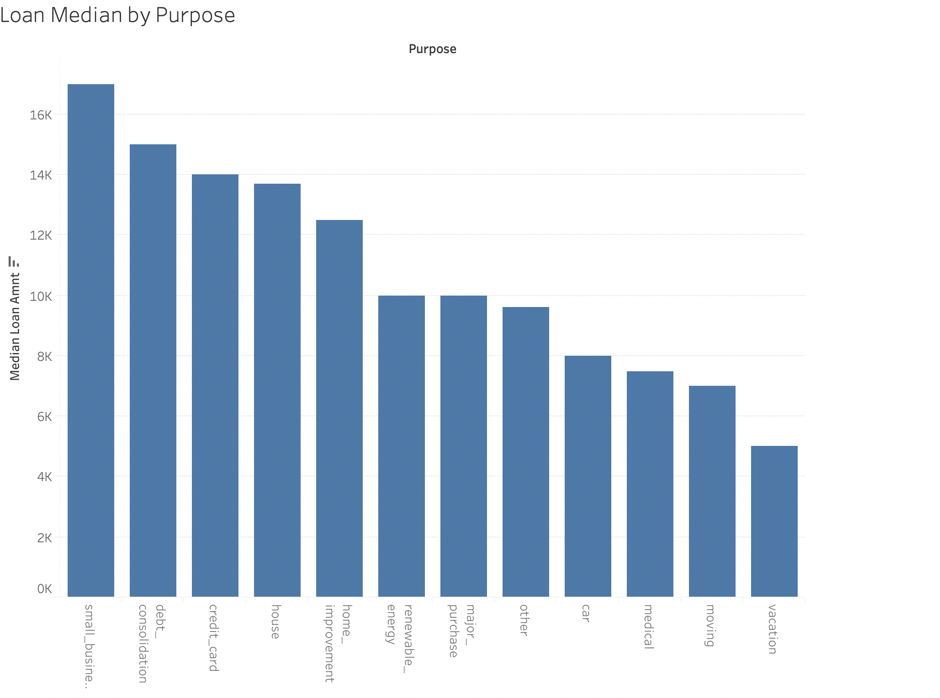 Loan Median by Purpose
Purpose
Median Loan Amnt
16K
14K
12K
10K
8K
6K
4K
2K
0K
small_busine..
debt_
consolidation
credit_card
house
home_
improvement
renewable_
energy
major_
purchase
other
car
medical
moving
vacation